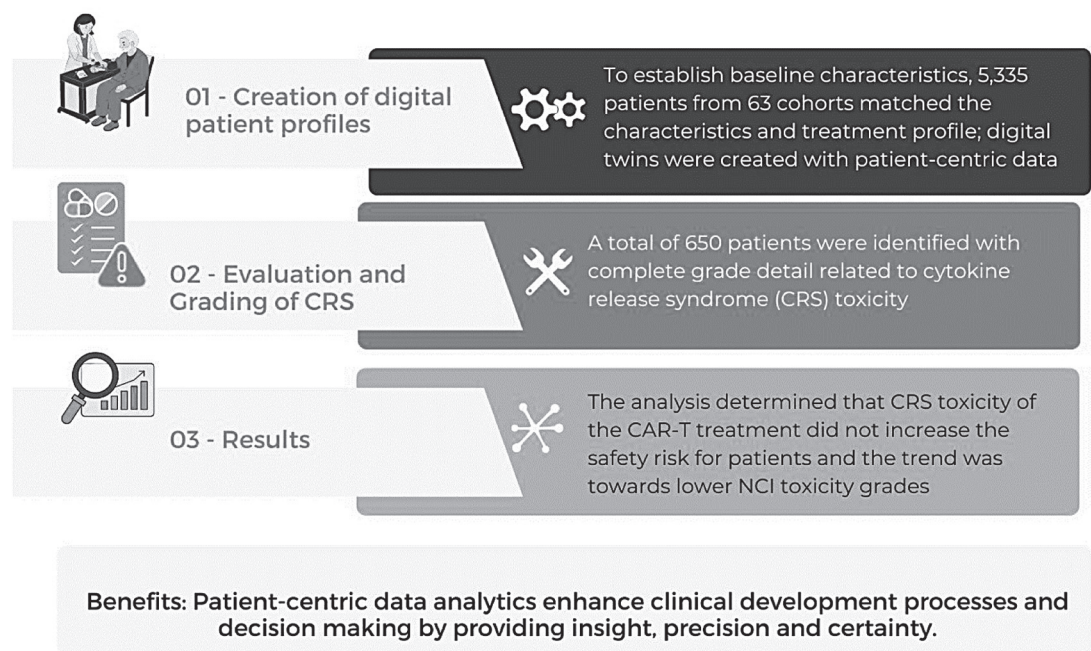 01 - Creation of digital
patient profiles
To establish baseline characteristics, 5,335
patients from 63 cohorts matched the
characteristics and treatment profile; digital
twins were created with patient-centric data
02 - Evaluation and
Grading of CRS
A total of 650 patients were identified with
complete grade detail related to cytokine
release syndrome (CRS) toxicity
03 - Results
The analysis determined that CRS toxicity of
the CAR-T treatment did not increase the
safety risk for patients and the trend was
towards lower NCI toxicity grades
Benefits: Patient-centric data analytics enhance clinical development processes and
decision making by providing insight, precision and certainty.